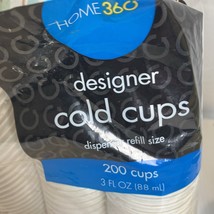 HOME360
designer
cold cups
dispenser refill size
200 cups
3 FL OZ (88 mL)